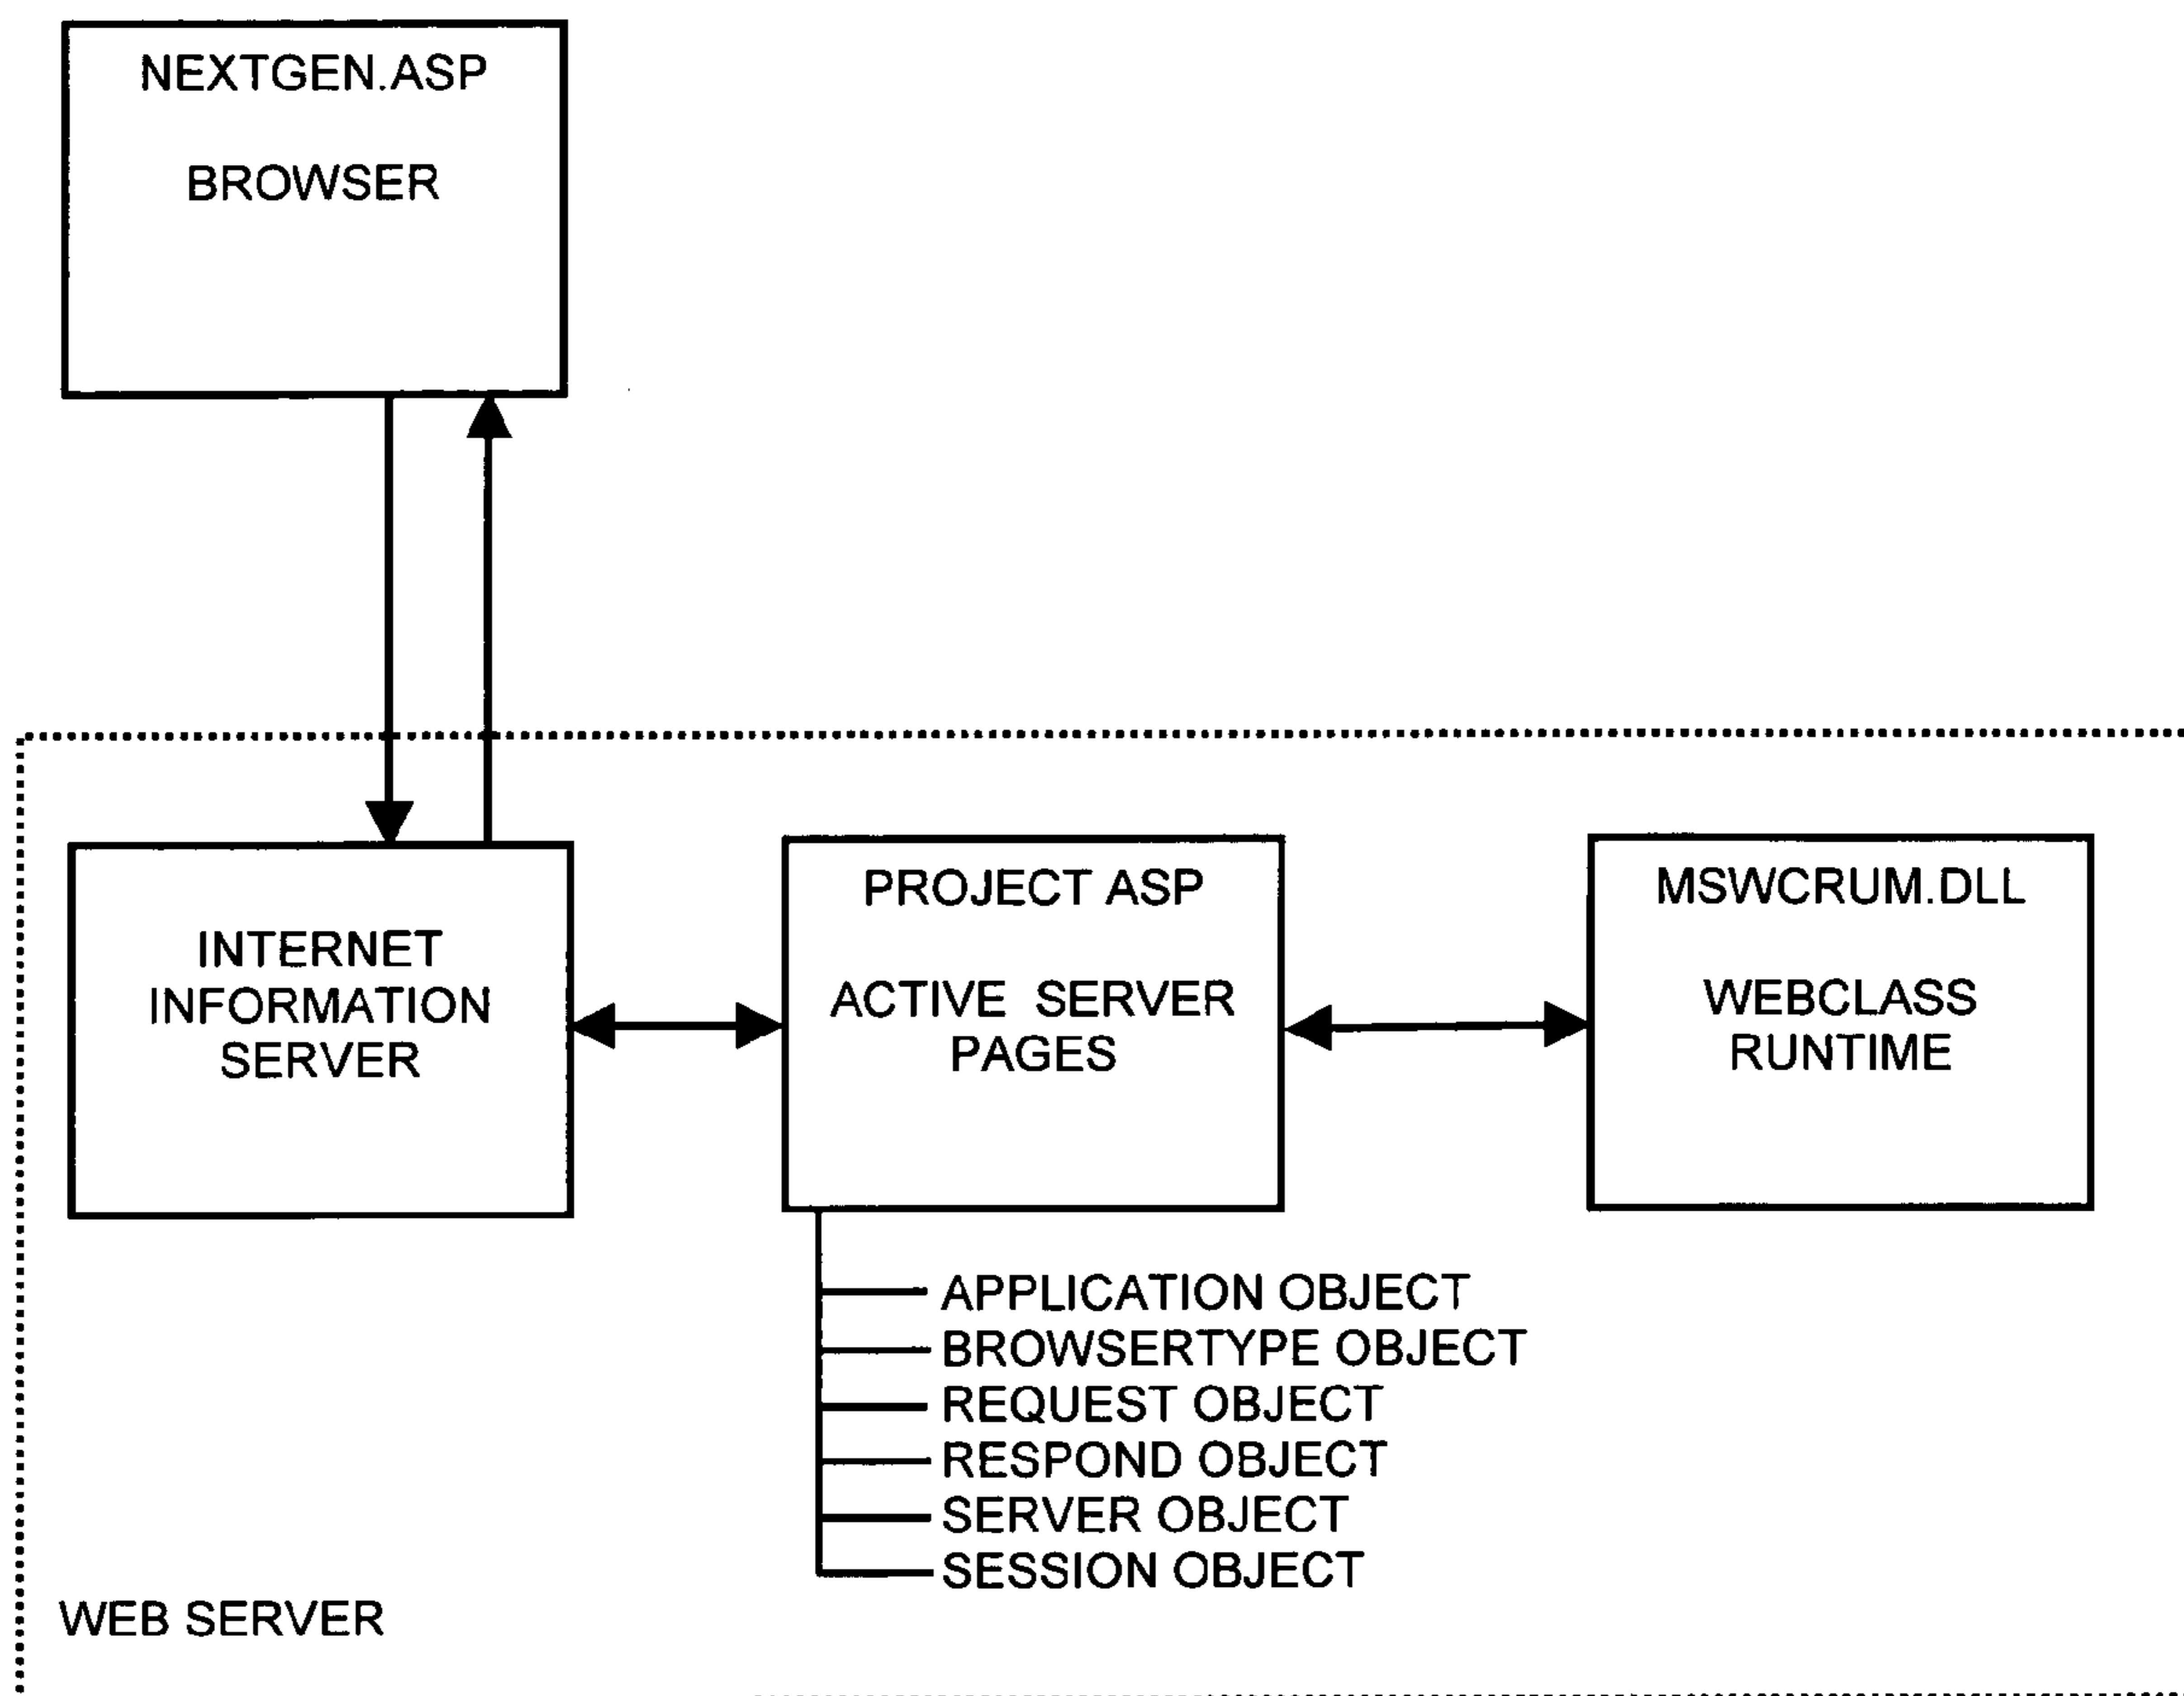 NEXTGEN.ASP
BROWSER
INTERNET
INFORMATION
SERVER
PROJECT ASP
ACTIVE SERVER
PAGES
MSWCRUM.DLL
WEBCLASS
RUNTIME
APPLICATION OBJECT
BROWSERTYPE OBJECT
REQUEST OBJECT
RESPOND OBJECT
SERVER OBJECT
SESSION OBJECT
WEB SERVER